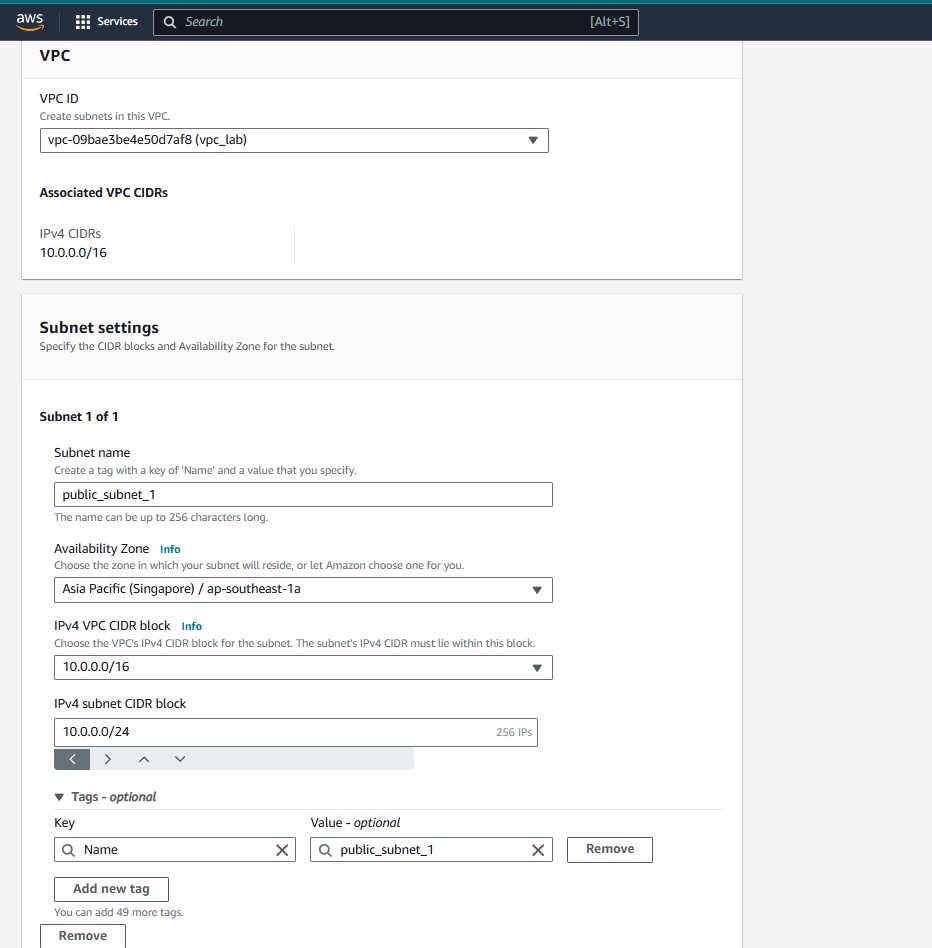 aws Services Search [Alt+S]
VPC
VPC ID
Create subnets in this VPC.
vpc-09bae3be4e50d7af8 (vpc_lab)
Associated VPC CIDRs
IPv4 CIDRs
10.0.0.0/16
Subnet settings
Specify the CIDR blocks and Availability Zone for the subnet.
Subnet 1 of 1
Subnet name
Create a tag with a key of 'Name' and a value that you specify.
public_subnet_1
The name can be up to 256 characters long.
Availability Zone Info
Choose the zone in which your subnet will reside, or let Amazon choose one for you.
Asia Pacific (Singapore) / ap-southeast-1a
IPv4 VPC CIDR block Info
Choose the VPC's IPv4 CIDR block for the subnet. The subnet's IPv4 CIDR must lie within this block.
10.0.0.0/16
IPv4 subnet CIDR block
10.0.0.0/24 256 IPs
Tags - optional
Key Value - optional
Name public_subnet_1 Remove
Add new tag
You can add 49 more tags.
Remove